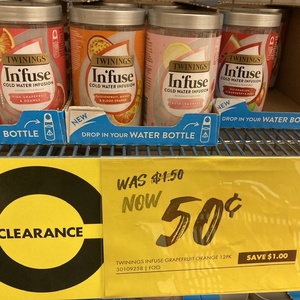 TWININGS
In'fuse
COLD WATER INFUSION
TWININGS
In'fuse
COLD WATER INFUSION
TWININGS
In'fuse
COLD WATER INFUSION
TWININGS
In'fuse
COLD WATER INFUSION
BOTTLE
NEW
DROP IN YOUR WATER BOTTLE
NEW
DROP IN YOUR WATER BOTTLE
CLEARANCE
WAS $1.50
NOW
50¢
TWININGS INFUSE GRAPEFRUIT ORANGE 12PK
SAVE $1.00